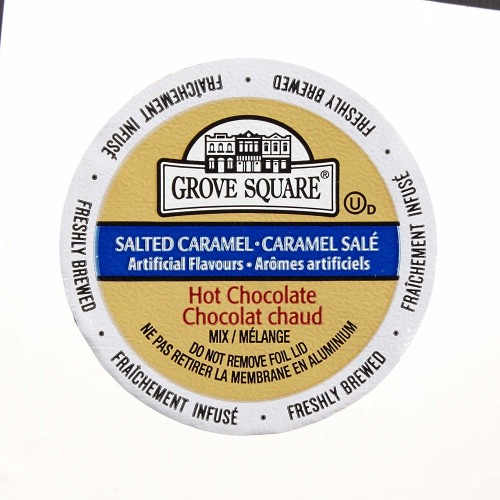 GROVE SQUARE®
UD
SALTED CARAMEL • CARAMEL SALÉ
Artificial Flavours • Arômes artificiels
Hot Chocolate
Chocolat chaud
MIX / MÉLANGE
DO NOT REMOVE FOIL LID
NE PAS RETIRER LA MEMBRANE EN ALUMINIUM
FRAÎCHEMENT INFUSÉ • FRESHLY BREWED • FRAÎCHEMENT INFUSÉ • FRESHLY BREWED • FRAÎCHEMENT INFUSÉ • FRESHLY BREWED •